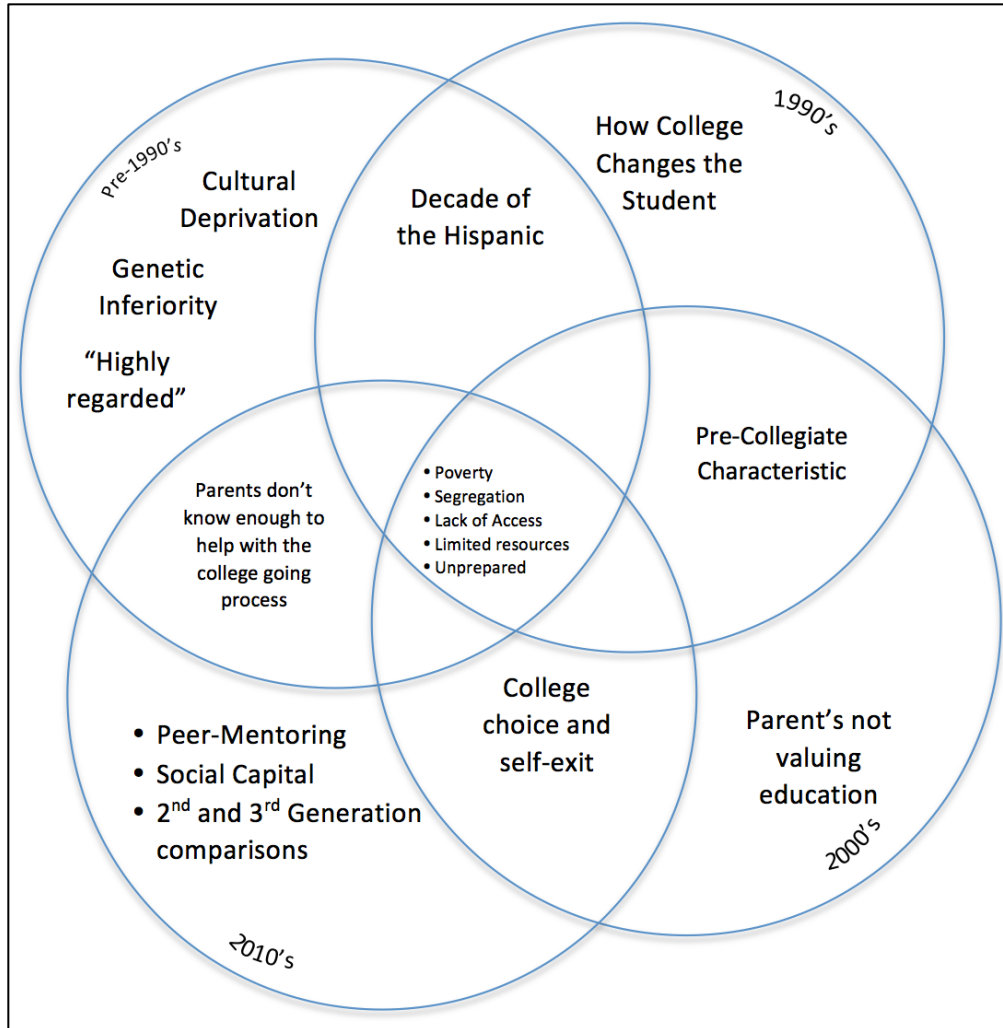 Pre-1990's
Cultural
Deprivation
Genetic
Inferiority
“Highly
regarded”
Decade of
the Hispanic
1990's
How College
Changes the
Student
Parents don't
know enough to
help with the
college going
process
• Poverty
• Segregation
• Lack of Access
• Limited resources
• Unprepared
Pre-Collegiate
Characteristic
• Peer-Mentoring
• Social Capital
• 2nd and 3rd Generation
comparisons
2010's
College
choice and
self-exit
Parent's not
valuing
education
2000's